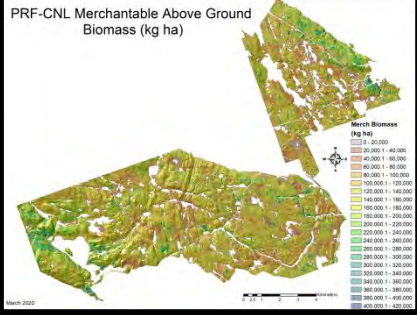 PRF-CNL Merchantable Above Ground
Biomass (kg ha)
Merch Biomass
(kg ha)
0 - 20,000
20,000.1 - 40,000
40,000.1 - 60,000
60,000.1 - 80,000
80,000.1 - 100,000
100,000.1 - 120,000
120,000.1 - 140,000
140,000.1 - 160,000
160,000.1 - 180,000
180,000.1 - 200,000
200,000.1 - 220,000
220,000.1 - 240,000
240,000.1 - 260,000
260,000.1 - 280,000
280,000.1 - 300,000
300,000.1 - 320,000
320,000.1 - 340,000
340,000.1 - 360,000
360,000.1 - 380,000
380,000.1 - 400,000
400,000.1 - 420,000
March 2020